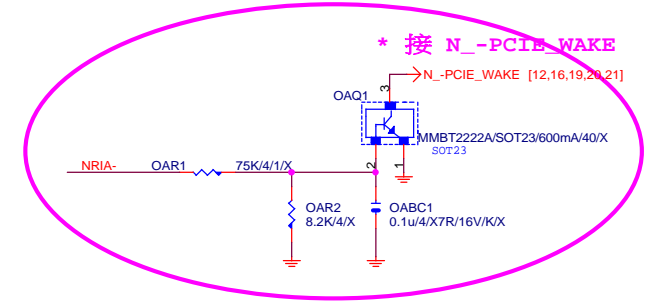 * 接 N_-PCIE_WAKE
N_-PCIE_WAKE [12,16,19,20,21]
3
OAQ1
MMBT2222A/SOT23/600mA/40/X
SOT23
2
1
NRIA-
OAR1
75K/4/1/X
OAR2
8.2K/4/X
OABC1
0.1u/4/X7R/16V/K/X